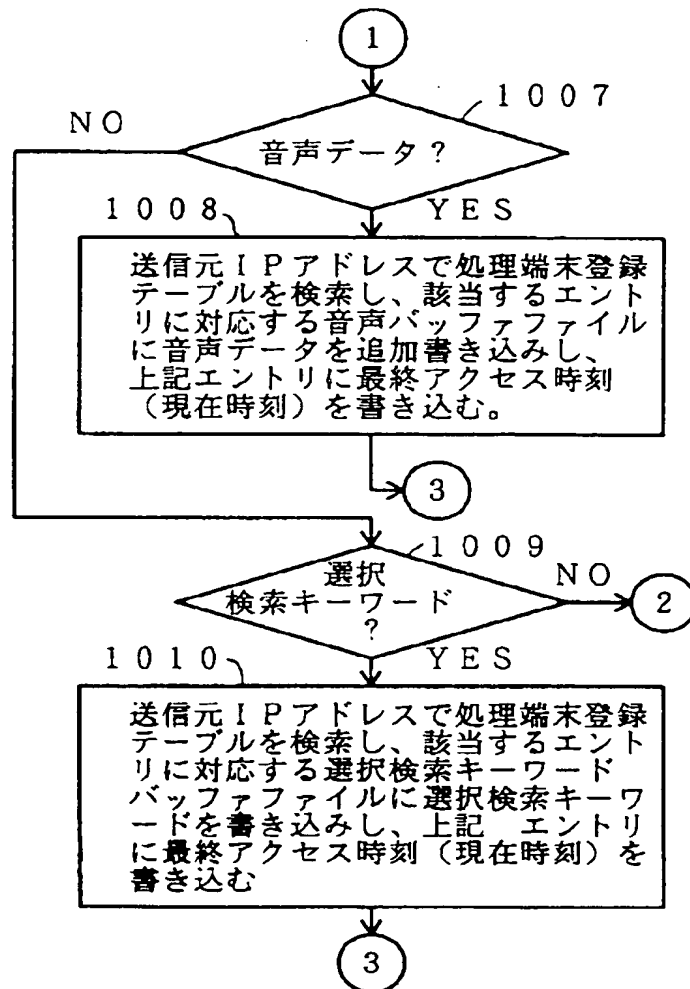 1
1007
NO
音声データ?
1008
YES
送信元IPアドレスで処理端末登録
テーブルを検索し、該当するエント
リに対応する音声バッファファイル
に音声データを追加書き込みし、
上記エントリに最終アクセス時刻
(現在時刻)を書き込む。
3
1009
選択
検索キーワード
?
NO
2
1010
YES
送信元IPアドレスで処理端末登録
テーブルを検索し、該当するエント
リに対応する選択検索キーワード
バッファファイルに選択検索キーワ
ードを書き込みし、上記 エントリ
に最終アクセス時刻(現在時刻)を
書き込む
3